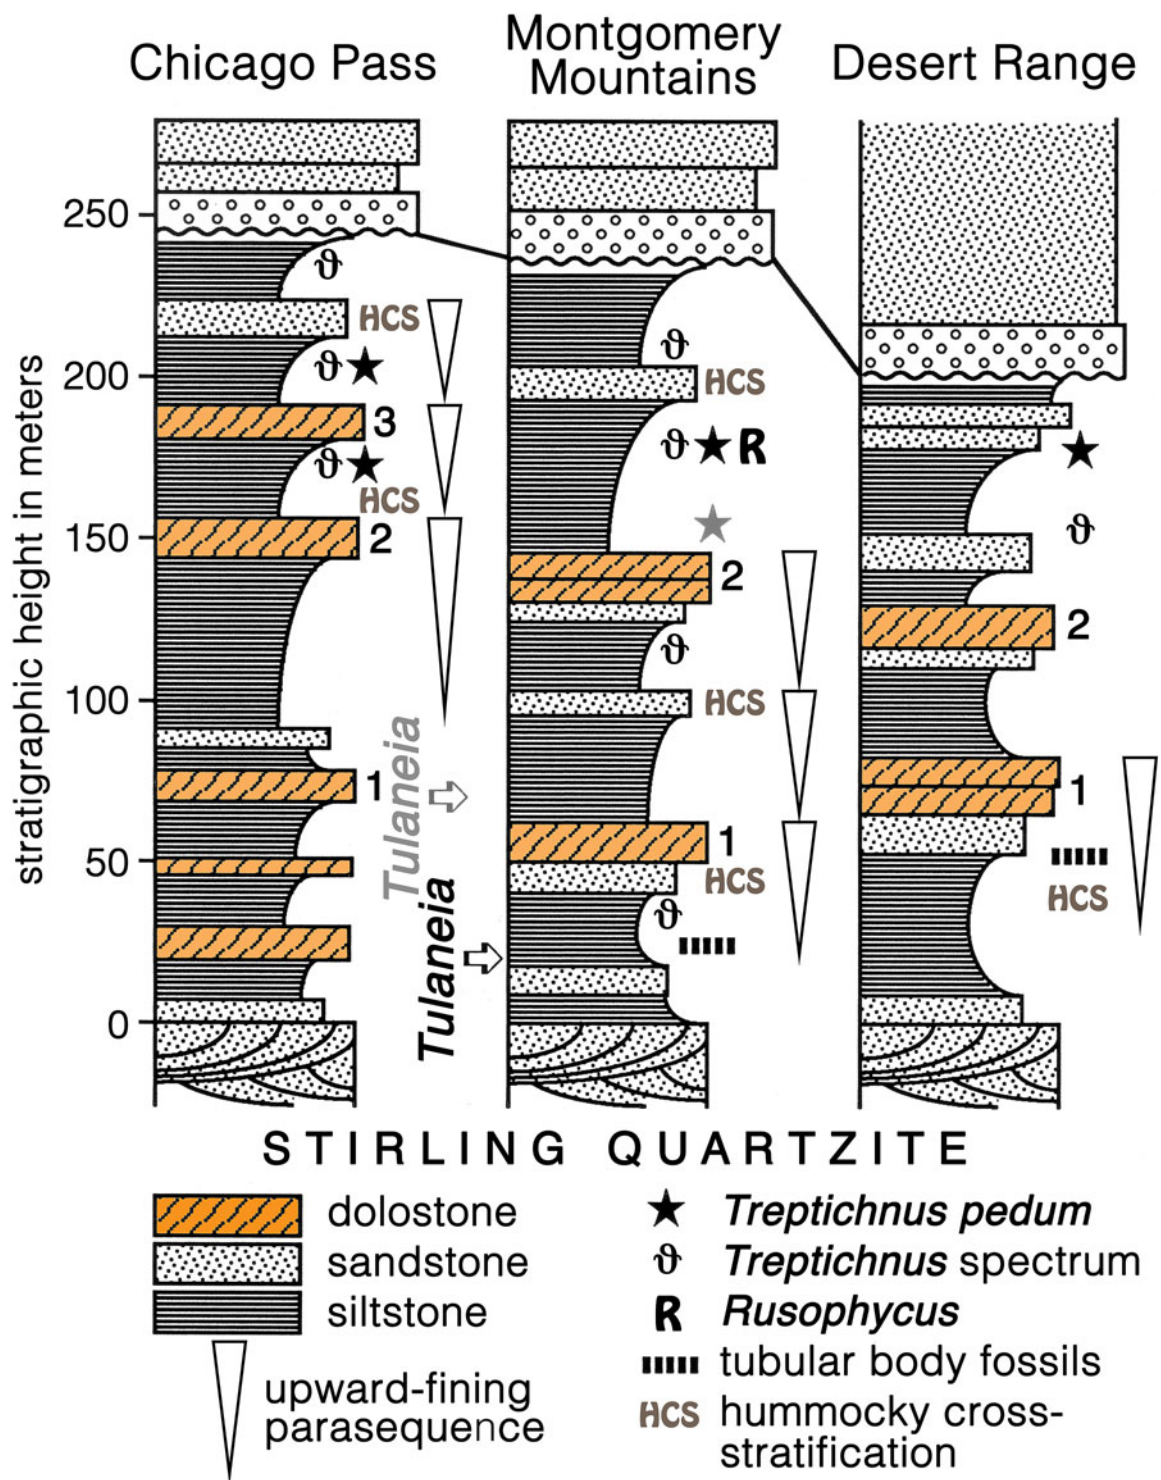 Chicago Pass
Montgomery
Mountains
Desert Range
stratigraphic height in meters
250
200
150
100
50
0
HCS
3
HCS
2
1
Tulaneia
Tulaneia
HCS
R
2
HCS
1
HCS
2
1
HCS
STIRLING QUARTZITE
dolostone
sandstone
siltstone
upward-fining
parasequence
Treptichnus pedum
ϑ Treptichnus spectrum
R Rusophycus
tubular body fossils
HCS hummocky cross-
stratification